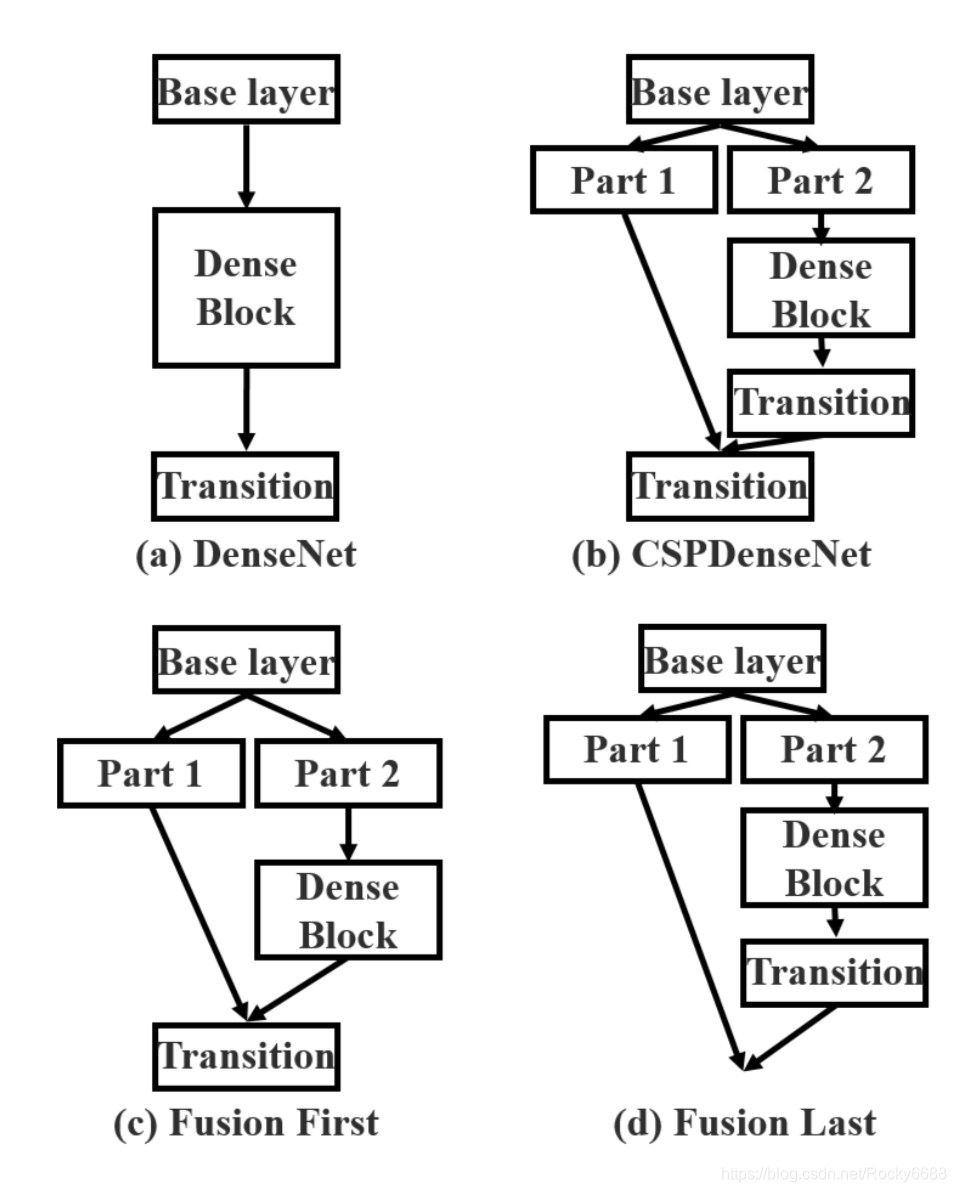 Base layer
Dense
Block
Transition
(a) DenseNet
Base layer
Part 1
Part 2
Dense
Block
Transition
Transition
(b) CSPDenseNet
Base layer
Part 1
Part 2
Dense
Block
Transition
(c) Fusion First
Base layer
Part 1
Part 2
Dense
Block
Transition
(d) Fusion Last
https://blog.csdn.net/Rocky6688